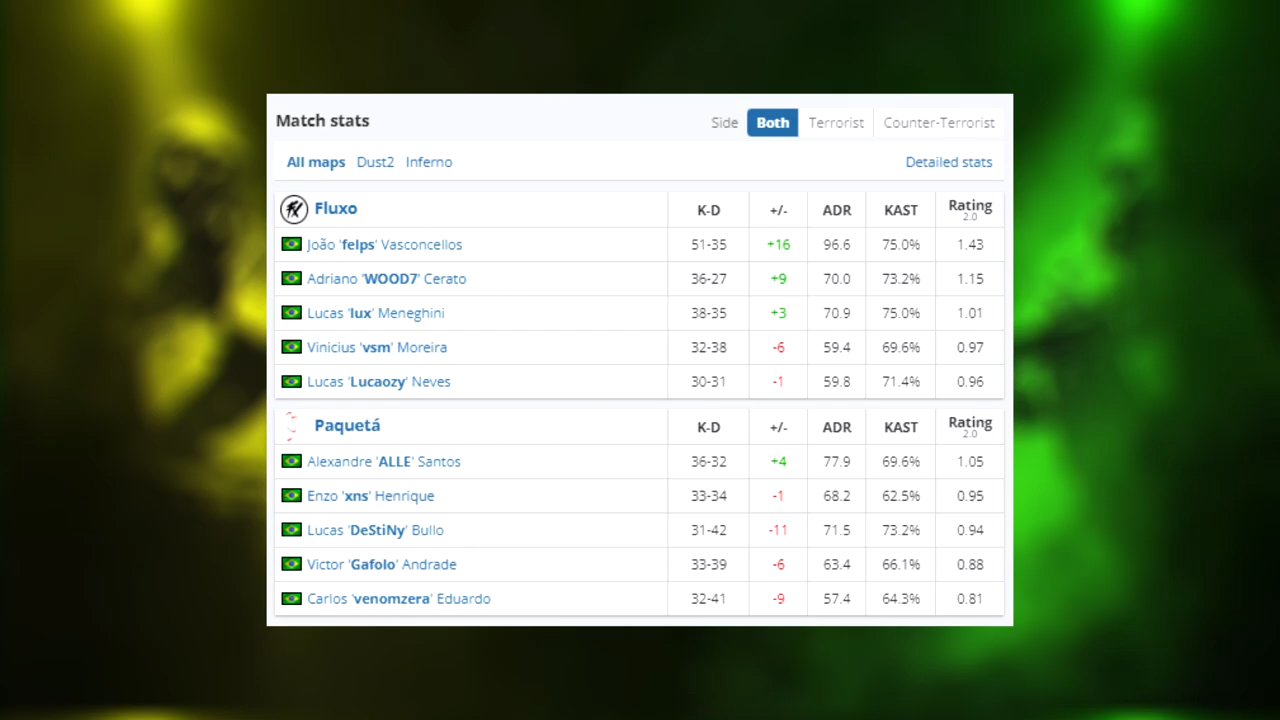 Match stats Side Both Terrorist Counter-Terrorist
All maps Dust2 Inferno Detailed stats
Fluxo K-D +/- ADR KAST Rating 2.0
João 'felps' Vasconcellos 51-35 +16 96.6 75.0% 1.43
Adriano 'WOOD7' Cerato 36-27 +9 70.0 73.2% 1.15
Lucas 'lux' Meneghini 38-35 +3 70.9 75.0% 1.01
Vinicius 'vsm' Moreira 32-38 -6 59.4 69.6% 0.97
Lucas 'Lucaozy' Neves 30-31 -1 59.8 71.4% 0.96
Paquetá K-D +/- ADR KAST Rating 2.0
Alexandre 'ALLE' Santos 36-32 +4 77.9 69.6% 1.05
Enzo 'xns' Henrique 33-34 -1 68.2 62.5% 0.95
Lucas 'DeStiNy' Bullo 31-42 -11 71.5 73.2% 0.94
Victor 'Gafolo' Andrade 33-39 -6 63.4 66.1% 0.88
Carlos 'venomzera' Eduardo 32-41 -9 57.4 64.3% 0.81